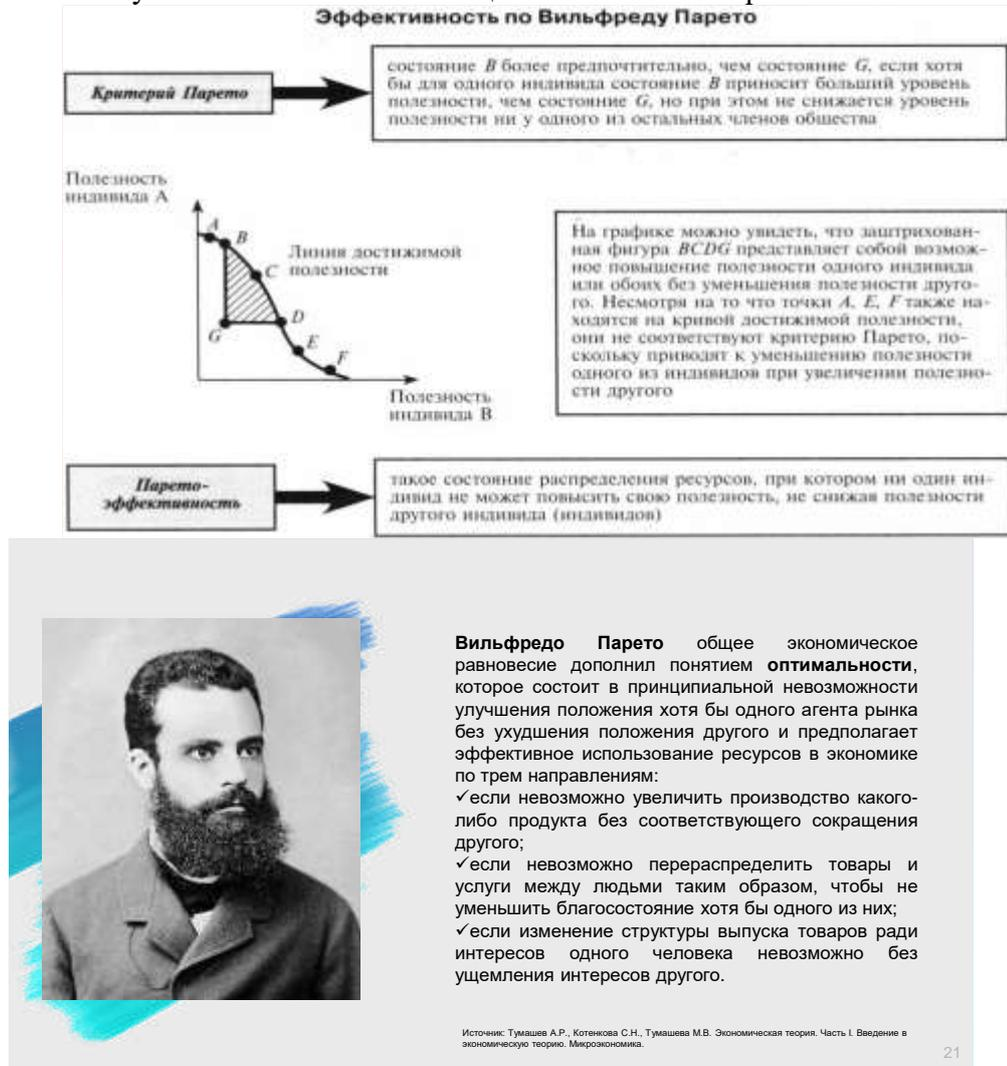 Эффективность по Вильфреду Парето
Критерий Парето
состояние B более предпочтительно, чем состояние G, если хотя
бы для одного индивида состояние B приносит больший уровень
полезности, чем состояние G, но при этом не снижается уровень
полезности ни у одного из остальных членов общества
Полезность
индивида А
A
B
Линия достижимой
полезности
C
D
G
E
F
Полезность
индивида В
На графике можно увидеть, что заштрихован-
ная фигура BCDG представляет собой возмож-
ное повышение полезности одного индивида
или обоих без уменьшения полезности друго-
го. Несмотря на то что точки A, E, F также на-
ходятся на кривой достижимой полезности,
они не соответствуют критерию Парето, по-
скольку приводят к уменьшению полезности
одного из индивидов при увеличении полезно-
сти другого
Парето-
эффективность
такое состояние распределения ресурсов, при котором ни один ин-
дивид не может повысить свою полезность, не снижая полезности
другого индивида (индивидов)
Вильфредо Парето общее экономическое
равновесие дополнил понятием оптимальности,
которое состоит в принципиальной невозможности
улучшения положения хотя бы одного агента рынка
без ухудшения положения другого и предполагает
эффективное использование ресурсов в экономике
по трем направлениям:
✓если невозможно увеличить производство какого-
либо продукта без соответствующего сокращения
другого;
✓если невозможно перераспределить товары и
услуги между людьми таким образом, чтобы не
уменьшить благосостояние хотя бы одного из них;
✓если изменение структуры выпуска товаров ради
интересов одного человека невозможно без
ущемления интересов другого.
Источник: Тумашев А.Р., Котенкова С.Н., Тумашева М.В. Экономическая теория. Часть I. Введение в
экономическую теорию. Микроэкономика.
21